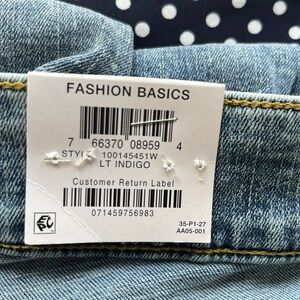 FASHION BASICS
7 66370 08959 4
STYLE 100145451W
LT INDIGO
Customer Return Label
071459756983
35-P1-27
AA05-001